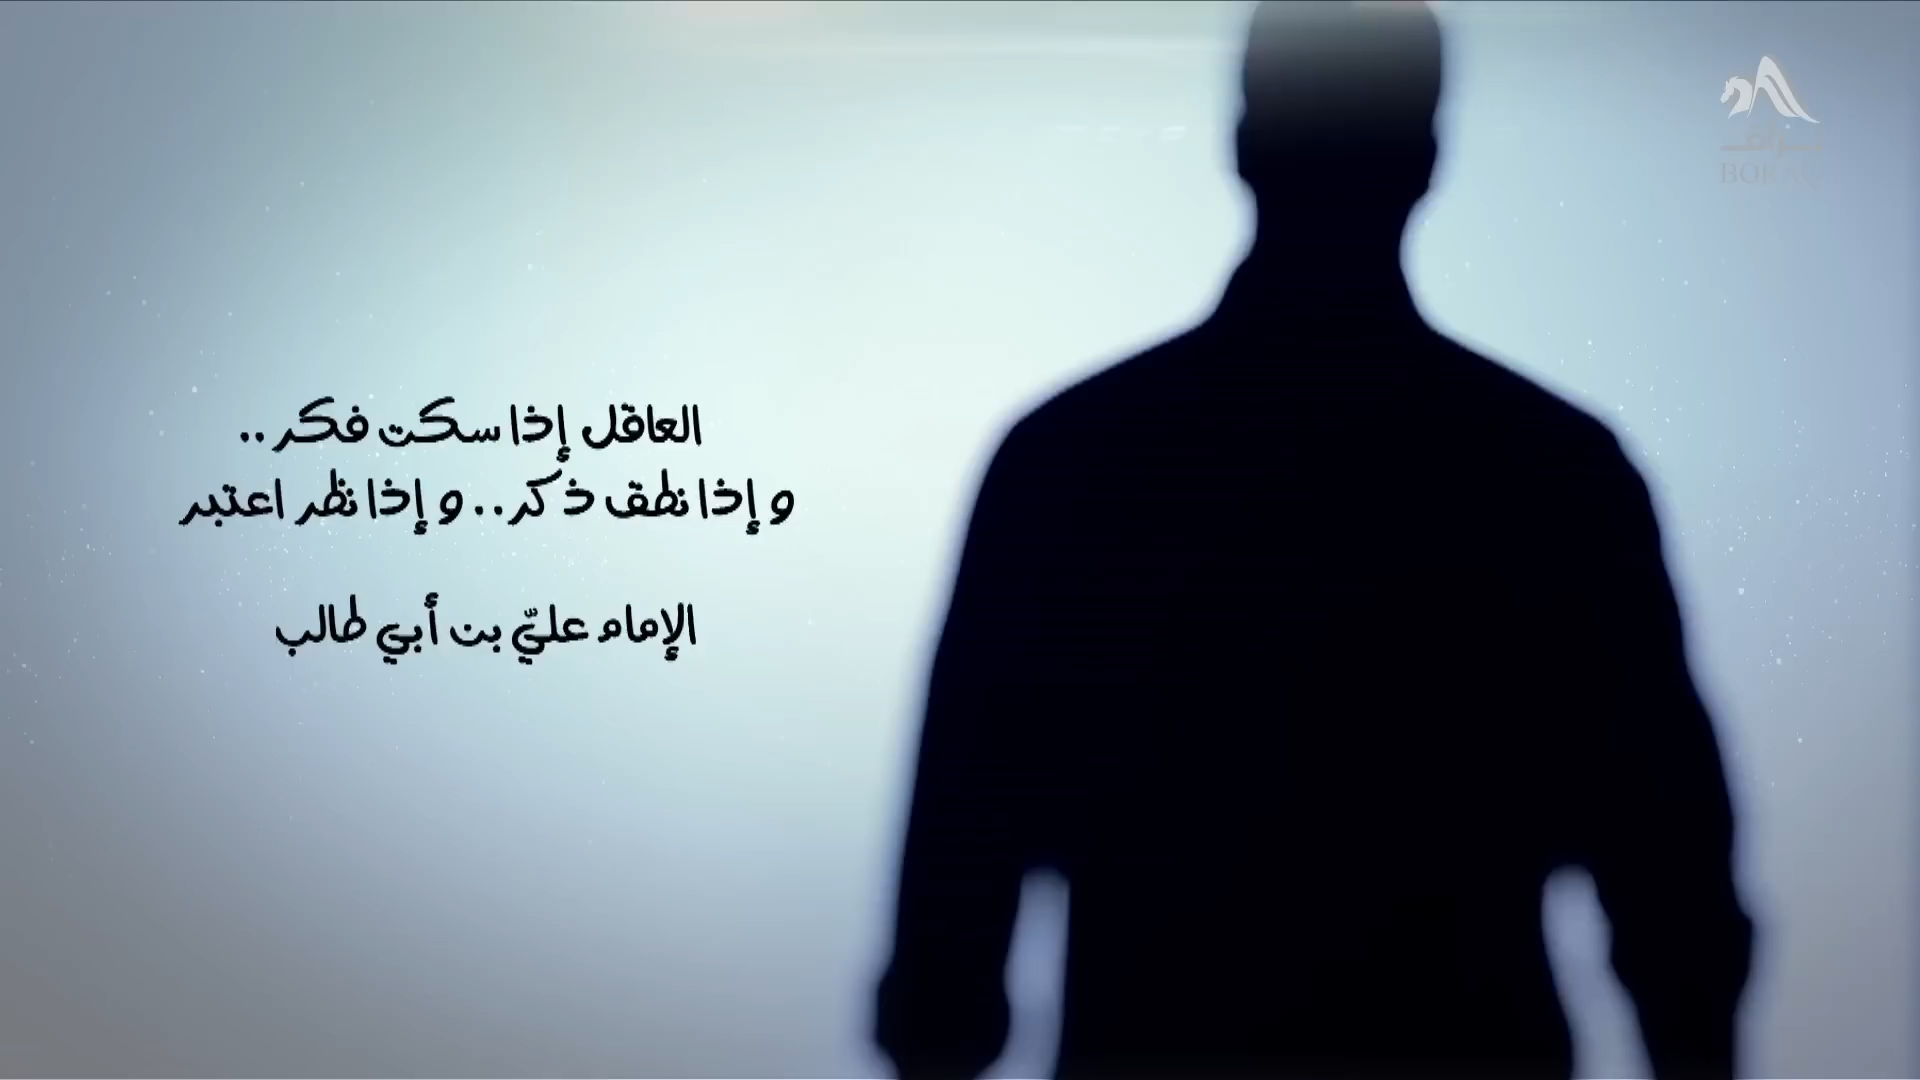 العاقل إذا سكت فكر..
و إذا نطق ذكر.. و إذا نظر اعتبر
الإمام عليّ بن أبي طالب